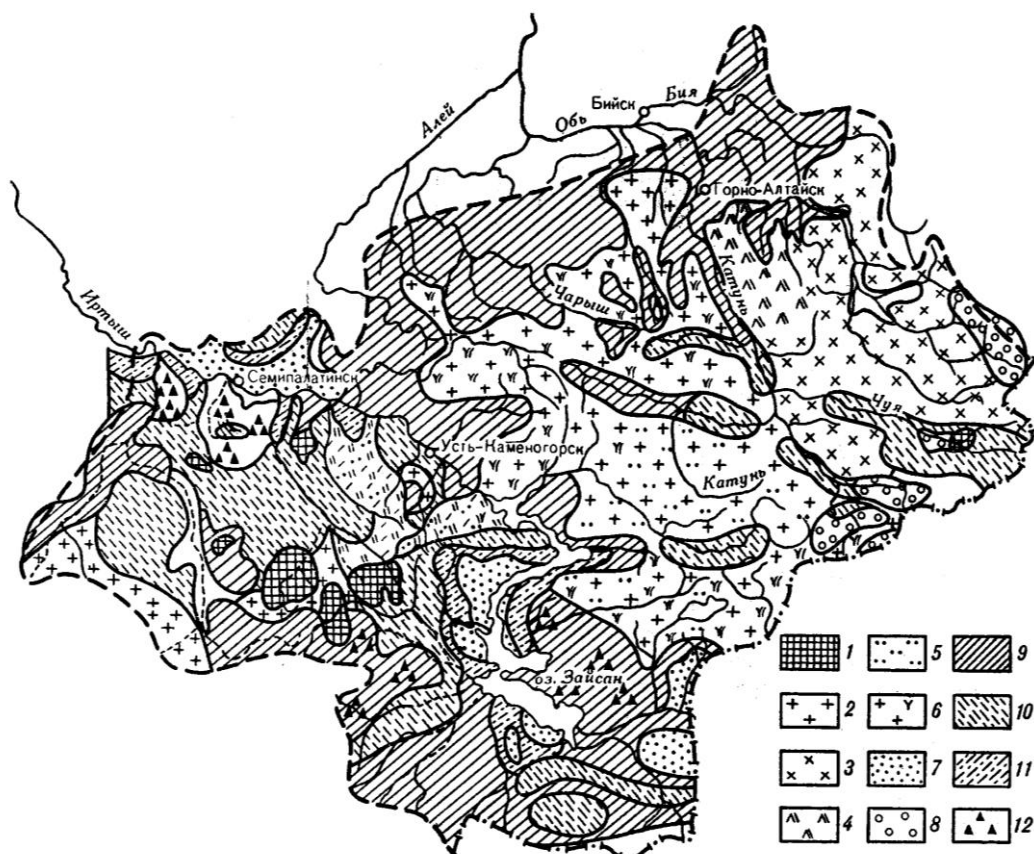 Алей
Обь
Бийск
Бия
Горно-Алтайск
Катунь
Чарыш
Иртыш
Семипалатинск
Чуя
Усть-Каменогорск
Катунь
оз. Зайсан
1 5 9
2 6 10
3 7 11
4 8 12